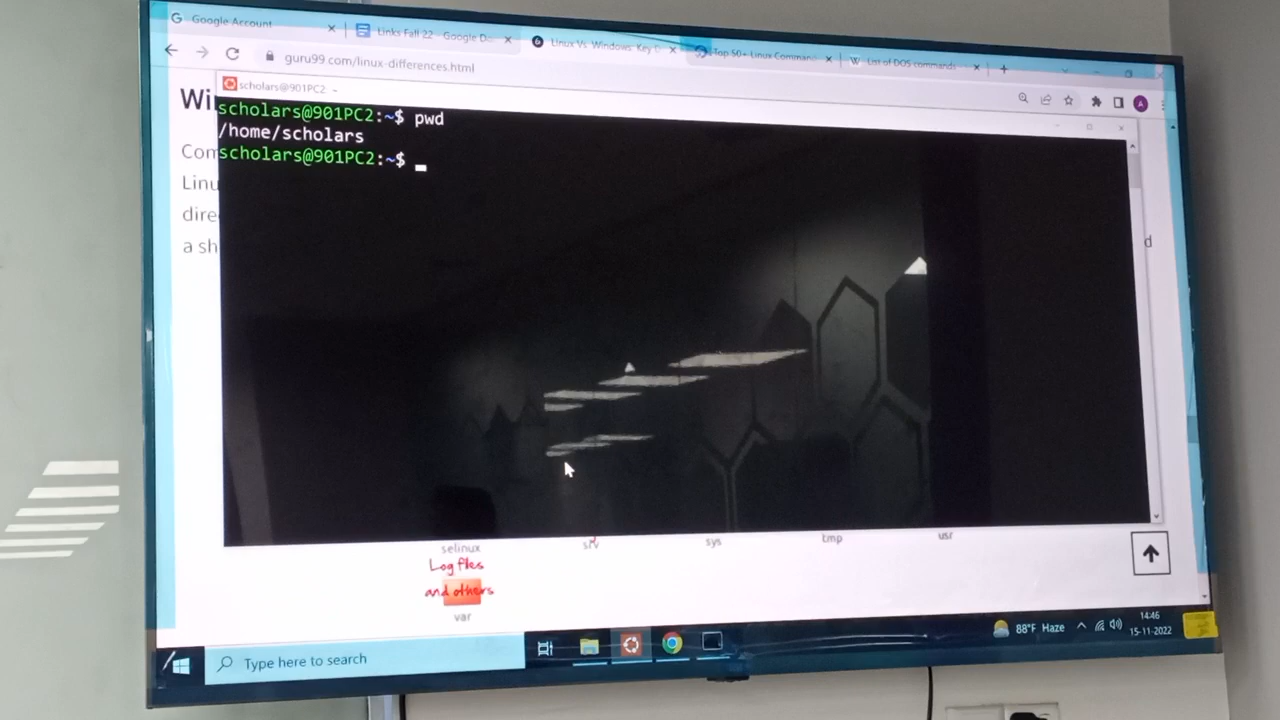 Google Account
Links Fall 22 - Google D
Linux Vs. Windows: Key D
Top 50+ Linux Comman
W List of DOS commands
guru99.com/linux-differences.html
scholars@901PC2: ~
Wi
scholars@901PC2:~$ pwd
/home/scholars
scholars@901PC2:~$
Com
Linu
dire
a sh
d
A
selinux
srv
sys
tmp
usr
Log files
and others
var
Type here to search
88°F Haze
14:46
15-11-2022